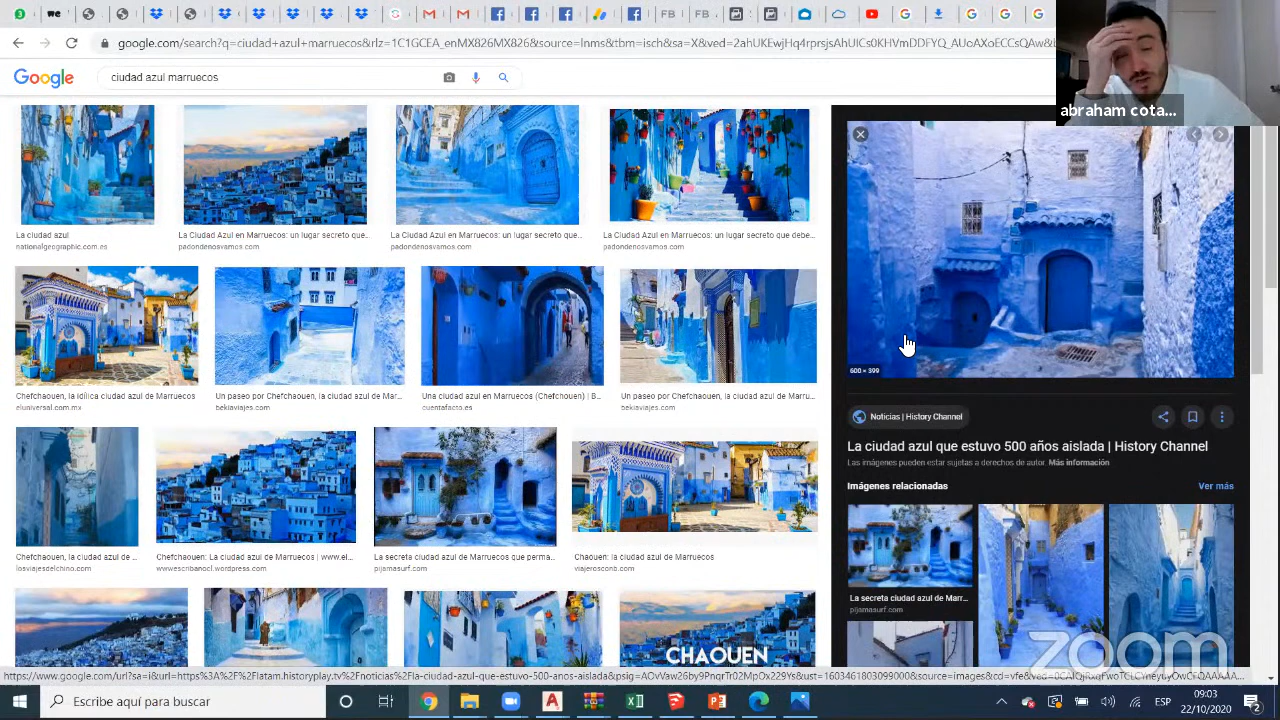 google.com/search?q=ciudad+azul+marruecos&rlz=1C1GCEA_enMX826MX826&source=lnms&tbm=isch&sa=X&ved=
abraham cota...
Google
ciudad azul marruecos
La ciudad azul
nationalgeographic.com.es
La Ciudad Azul en Marruecos: un lugar secreto que...
padondenosvamos.com
La Ciudad Azul en Marruecos: un lugar secreto que...
padondenosvamos.com
La Ciudad Azul en Marruecos: un lugar secreto que debe...
padondenosvamos.com
Chefchaouen, la idílica ciudad azul de Marruecos
eluniversal.com.mx
Un paseo por Chefchaouen, la ciudad azul de Mar...
bekiaviajes.com
Una ciudad azul en Marruecos (Chefchouen) | B...
cuentafacto.es
Un paseo por Chefchaouen, la ciudad azul de Marru...
bekiaviajes.com
Chefchaouen, la ciudad azul de ...
losviajesdelchino.com
Chefchaouen: La ciudad azul de Marruecos | www.el...
wwwescribanocl.wordpress.com
La secreta ciudad azul de Marruecos que perma...
pijamasurf.com
Chaouen: la ciudad azul de Marruecos
viajerosconb.com
CHAOUEN
600 × 399
Noticias | History Channel
La ciudad azul que estuvo 500 años aislada | History Channel
Las imágenes pueden estar sujetas a derechos de autor. Más información
Imágenes relacionadas
Ver más
La secreta ciudad azul de Marr...
pijamasurf.com
zoom
Escribe aquí para buscar
ESP
09:03
22/10/2020
2